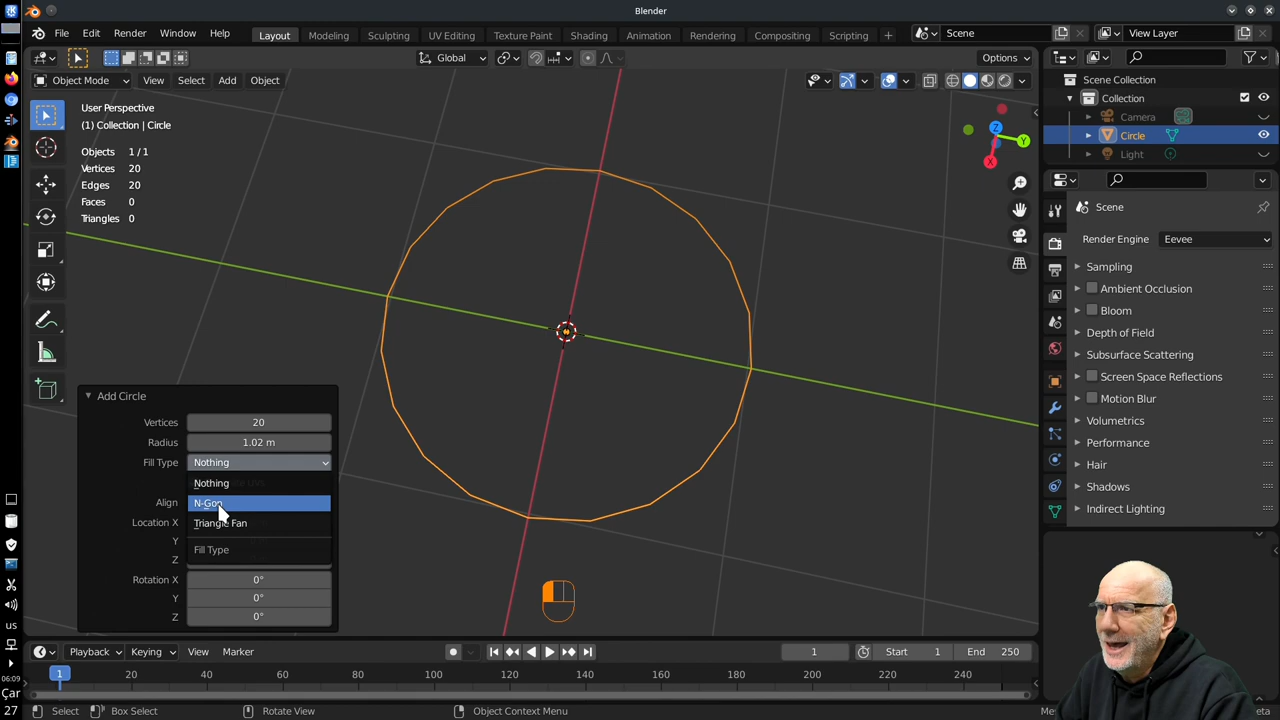 Blender
File Edit Render Window Help
Layout Modeling Sculpting UV Editing Texture Paint Shading Animation Rendering Compositing Scripting +
Scene
View Layer
Global
Options
Object Mode View Select Add Object
User Perspective
(1) Collection | Circle
Objects 1 / 1
Vertices 20
Edges 20
Faces 0
Triangles 0
Z
Y
X
Scene Collection
Collection
Camera
Circle
Light
Scene
Render Engine Eevee
Sampling
Ambient Occlusion
Bloom
Depth of Field
Subsurface Scattering
Screen Space Reflections
Motion Blur
Volumetrics
Performance
Hair
Shadows
Indirect Lighting
Add Circle
Vertices 20
Radius 1.02 m
Fill Type Nothing
Nothing
Align N-Gon
Location X Triangle Fan
Y
Fill Type
Z
Rotation X 0°
Y 0°
Z 0°
us
06:09
Çar
27
Playback Keying View Marker
1 Start 1 End 250
1 20 40 60 80 100 120 140 160 180 200 220 240
Select Box Select Rotate View Object Context Menu